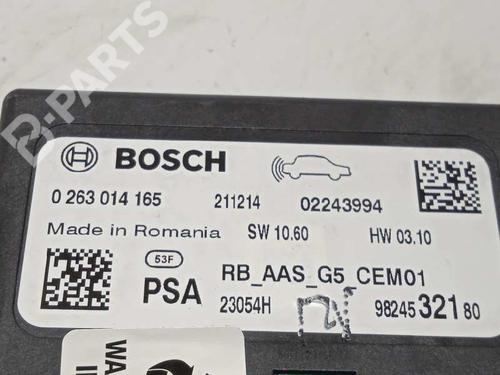 B-PARTS
BOSCH
0 263 014 165 211214 02243994
Made in Romania SW 10.60 HW 03.10
53F
RB_AAS_G5_CEM01
PSA 23054H 98245 321 80
WA